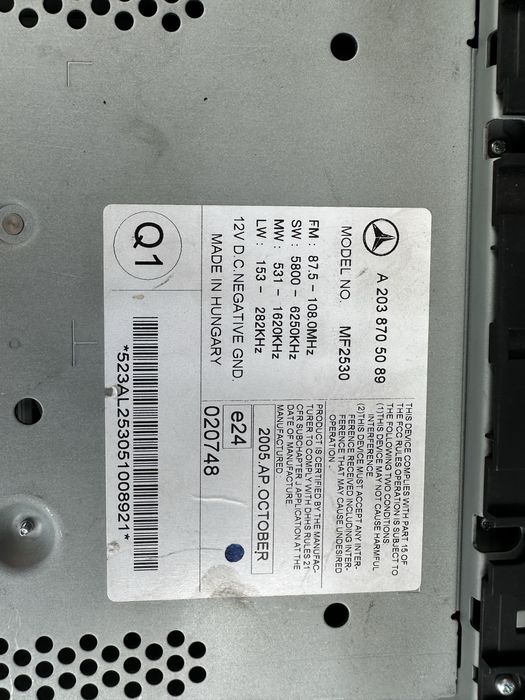 A 203 870 50 89
MODEL NO. MF2530
FM : 87.5 - 108.0MHz
SW : 5800 - 6250KHz
MW : 531 - 1620KHz
LW : 153 - 282KHz
12V D.C.NEGATIVE GND.
MADE IN HUNGARY
THIS DEVICE COMPLIES WITH PART 15 OF
THE FCC RULES.OPERATION IS SUBJECT TO
THE FOLLOWING TWO CONDITIONS
(1)THIS DEVICE MAY NOT CAUSE HARMFUL
INTERFERENCE
(2)THIS DEVICE MUST ACCEPT ANY INTER-
FERENCE RECEIVED INCLUDING INTER-
FERENCE THAT ANY CAUSE UNDESIRED
OPERATION.
PRODUCT IS CERTIFIED BY THE MANUFAC-
TURER TO COMPLY WITH DHHS RULES 21
CFR SUBCHAPTER J APPLICATION AT THE
DATE OF MANUFACTURE
MANUFACTURED
2005.AP.OCTOBER
e24
020748
Q1
*523AL253051008921*